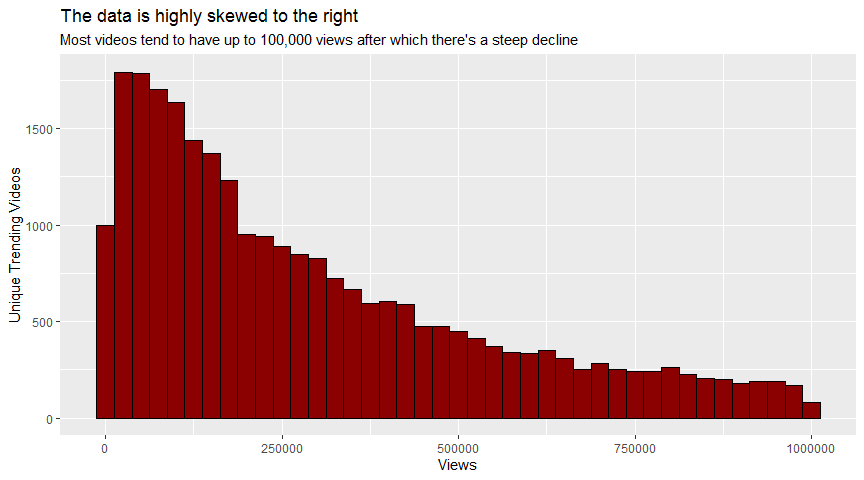 The data is highly skewed to the right
Most videos tend to have up to 100,000 views after which there's a steep decline
Unique Trending Videos
1500
1000
500
0
0 250000 500000 750000 1000000
Views